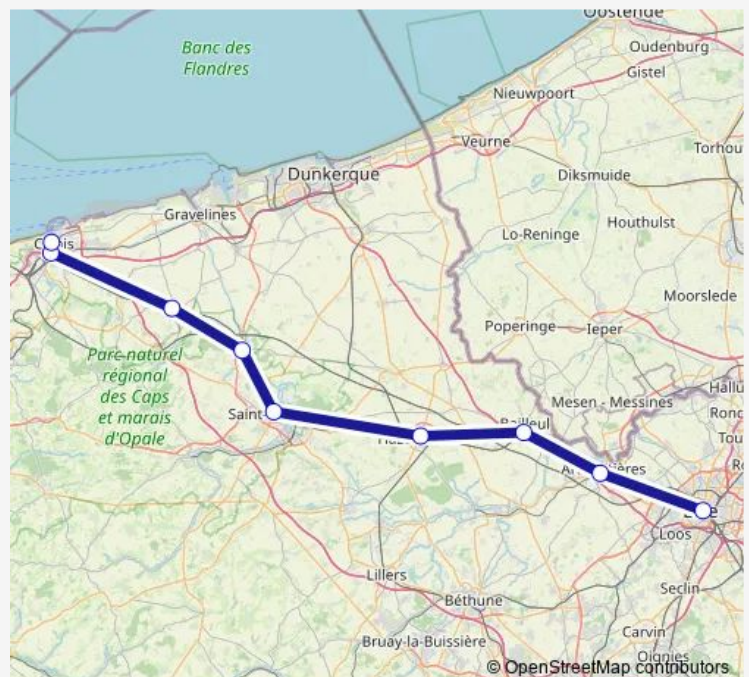 Oostende
Oudenburg
Gistel
Banc des
Flandres
Nieuwpoort
Veurne
Torhou
Dunkerque
Diksmuide
Gravelines
Houthulst
Lo-Reninge
Moorslede
Poperinge
Ieper
Parc naturel
régional
des Caps
et marais
d'Opale
Mesen - Messines
Hallu
Saint-
Bailleul
Ronc
Tou
Loos
Lillers
Seclin
Béthune
Carvin
Bruay-la-Buissière
Oignies
© OpenStreetMap contributors